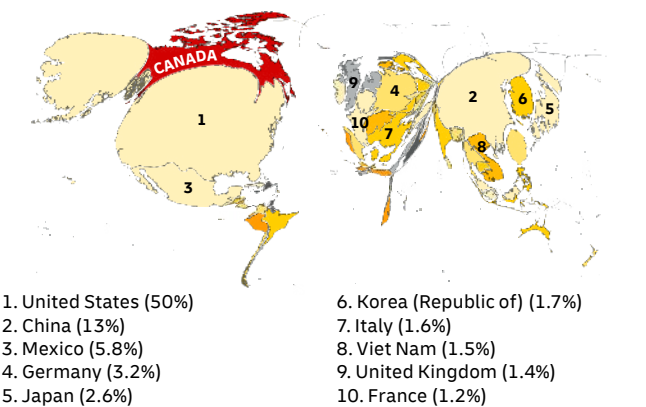 CANADA
9
4
2
6
5
1
10
7
8
3
1. United States (50%)
2. China (13%)
3. Mexico (5.8%)
4. Germany (3.2%)
5. Japan (2.6%)
6. Korea (Republic of) (1.7%)
7. Italy (1.6%)
8. Viet Nam (1.5%)
9. United Kingdom (1.4%)
10. France (1.2%)